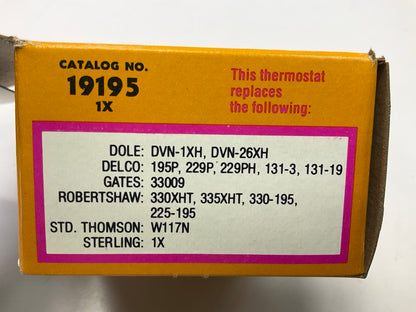 CATALOG NO.
19195
1X
This thermostat
replaces
the following:
DOLE: DVN-1XH, DVN-26XH
DELCO: 195P, 229P, 229PH, 131-3, 131-19
GATES: 33009
ROBERTSHAW: 330XHT, 335XHT, 330-195,
225-195
STD. THOMSON: W117N
STERLING: 1X